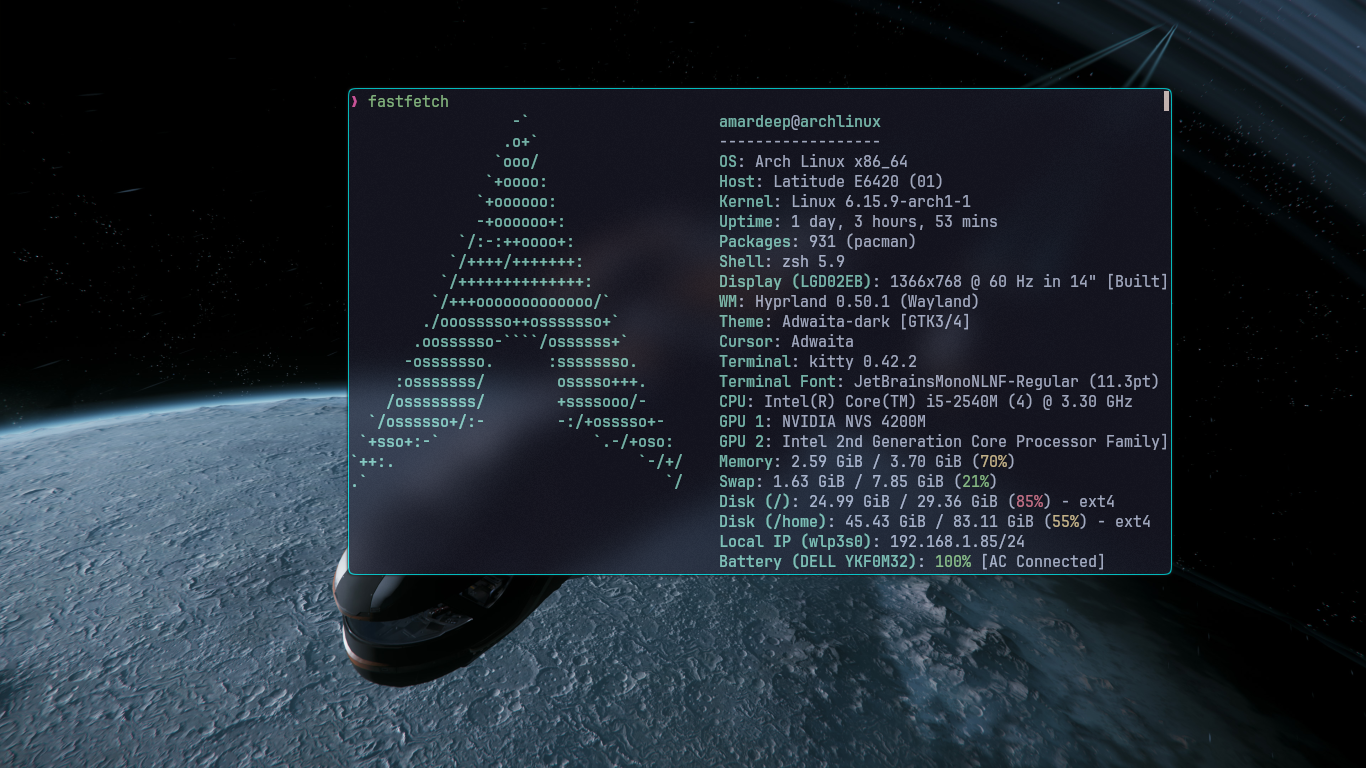 ❱ fastfetch
-`
.o+`
`ooo/
`+oooo:
`+oooooo:
-+oooooo+:
`/:-:++oooo+:
`/++++/+++++++:
`/++++++++++++++:
`/+++ooooooooooooo/`
./ooosssso++osssssso+`
.oossssso-````/ossssss+`
-osssssso. :ssssssso.
:osssssss/ osssso+++.
/ossssssss/ +ssssooo/-
`/ossssso+/:- -:/+osssso+-
`+sso+:-` `.-/+oso:
`++:. `-/+/
.` `/
amardeep@archlinux
------------------
OS: Arch Linux x86_64
Host: Latitude E6420 (01)
Kernel: Linux 6.15.9-arch1-1
Uptime: 1 day, 3 hours, 53 mins
Packages: 931 (pacman)
Shell: zsh 5.9
Display (LGD02EB): 1366x768 @ 60 Hz in 14" [Built]
WM: Hyprland 0.50.1 (Wayland)
Theme: Adwaita-dark [GTK3/4]
Cursor: Adwaita
Terminal: kitty 0.42.2
Terminal Font: JetBrainsMonoNLNF-Regular (11.3pt)
CPU: Intel(R) Core(TM) i5-2540M (4) @ 3.30 GHz
GPU 1: NVIDIA NVS 4200M
GPU 2: Intel 2nd Generation Core Processor Family]
Memory: 2.59 GiB / 3.70 GiB (70%)
Swap: 1.63 GiB / 7.85 GiB (21%)
Disk (/): 24.99 GiB / 29.36 GiB (85%) - ext4
Disk (/home): 45.43 GiB / 83.11 GiB (55%) - ext4
Local IP (wlp3s0): 192.168.1.85/24
Battery (DELL YKF0M32): 100% [AC Connected]